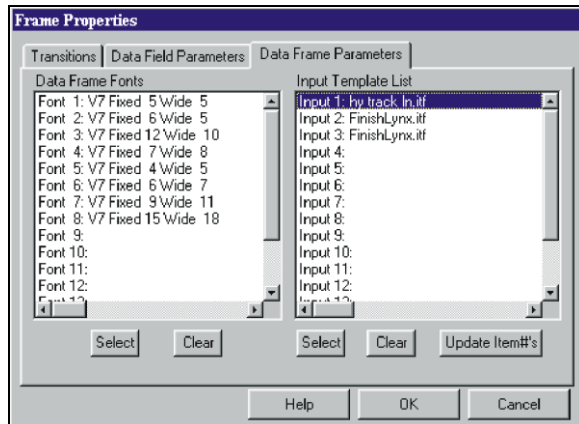 Frame Properties
Transitions Data Field Parameters Data Frame Parameters
Data Frame Fonts
Font 1: V7 Fixed 5 Wide 5
Font 2: V7 Fixed 6 Wide 5
Font 3: V7 Fixed 12 Wide 10
Font 4: V7 Fixed 7 Wide 8
Font 5: V7 Fixed 4 Wide 5
Font 6: V7 Fixed 6 Wide 7
Font 7: V7 Fixed 9 Wide 11
Font 8: V7 Fixed 15 Wide 18
Font 9:
Font 10:
Font 11:
Font 12:
Font 13:
Select Clear
Input Template List
Input 1: hy track ln.itf
Input 2: FinishLynx.itf
Input 3: FinishLynx.itf
Input 4:
Input 5:
Input 6:
Input 7:
Input 8:
Input 9:
Input 10:
Input 11:
Input 12:
Input 13:
Select Clear Update Item#'s
Help OK Cancel